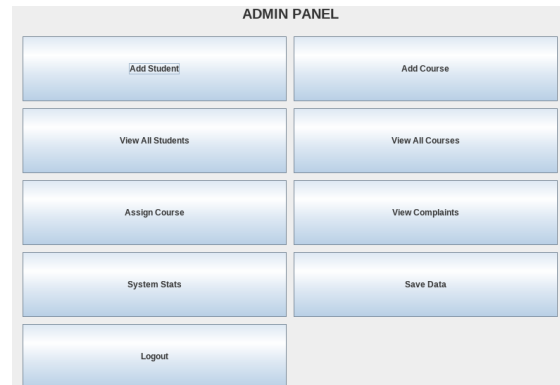 ADMIN PANEL
Add Student
Add Course
View All Students
View All Courses
Assign Course
View Complaints
System Stats
Save Data
Logout